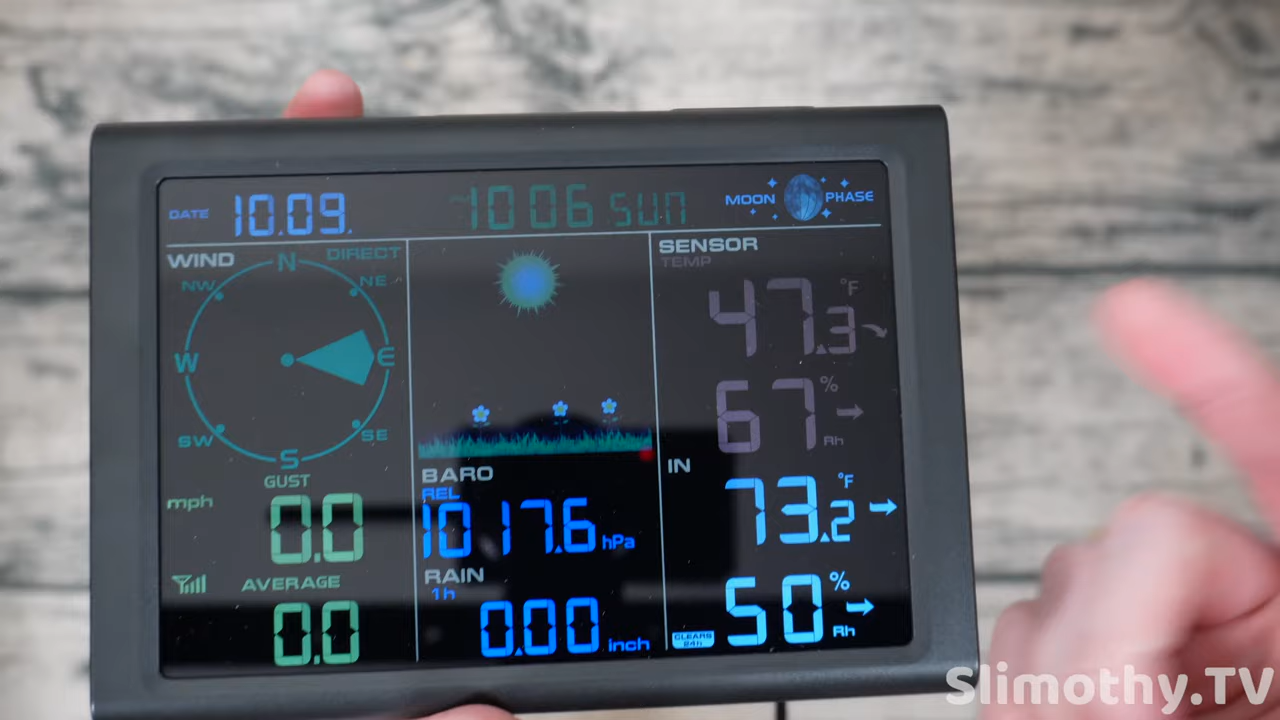 DATE 10.09. 10 06 SUN MOON PHASE
WIND DIRECT
N
NW NE
W E
SW SE
S
GUST
mph 0.0
AVERAGE
0.0
BARO
REL
1017.6 hPa
RAIN
1h
0.00 inch
SENSOR
TEMP
47.3 °F
67 %
Rh
IN
73.2 °F
50 %
Rh
CLEARS
24h
Slimothy.TV